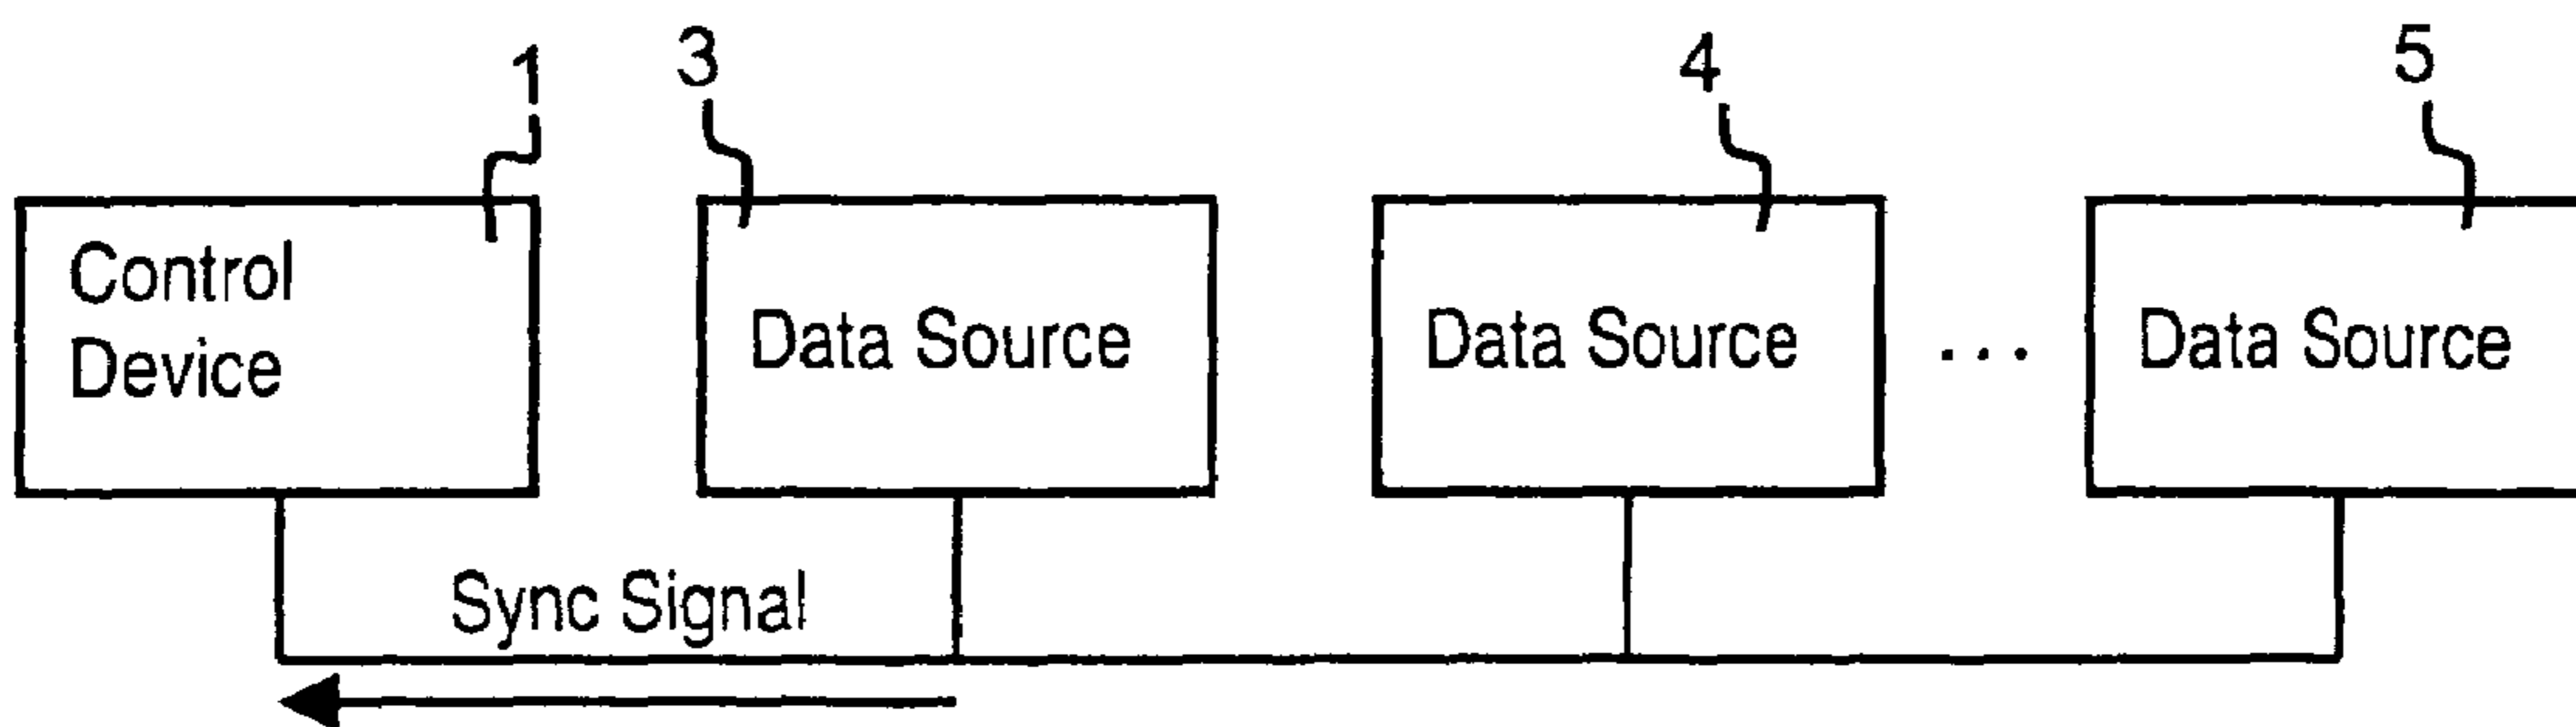 1
3
4
5
Control
Device
Data Source
Data Source
...
Data Source
Sync Signal